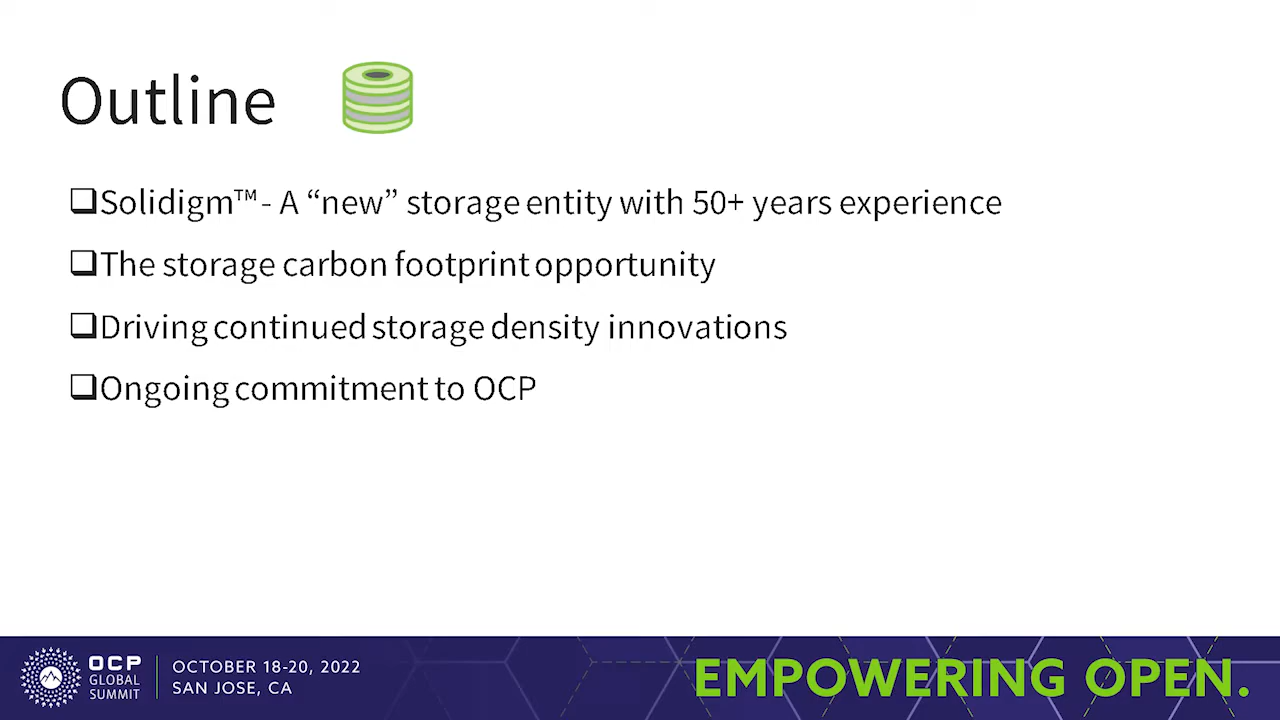 Outline
❑Solidigm™ - A “new” storage entity with 50+ years experience
❑The storage carbon footprint opportunity
❑Driving continued storage density innovations
❑Ongoing commitment to OCP
OCP
GLOBAL
SUMMIT
OCTOBER 18-20, 2022
SAN JOSE, CA
EMPOWERING OPEN.